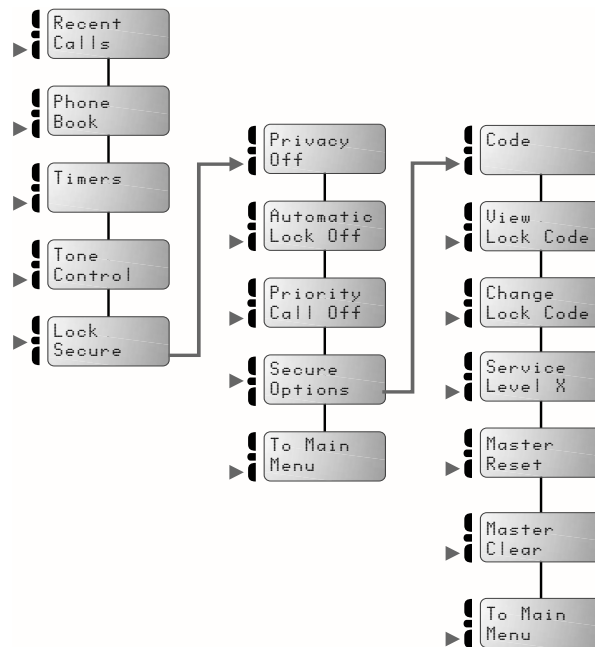 Recent
Calls
Phone
Book
Timers
Tone
Control
Lock
Secure
Privacy
Off
Automatic
Lock Off
Priority
Call Off
Secure
Options
To Main
Menu
Code
View
Lock Code
Change
Lock Code
Service
Level X
Master
Reset
Master
Clear
To Main
Menu